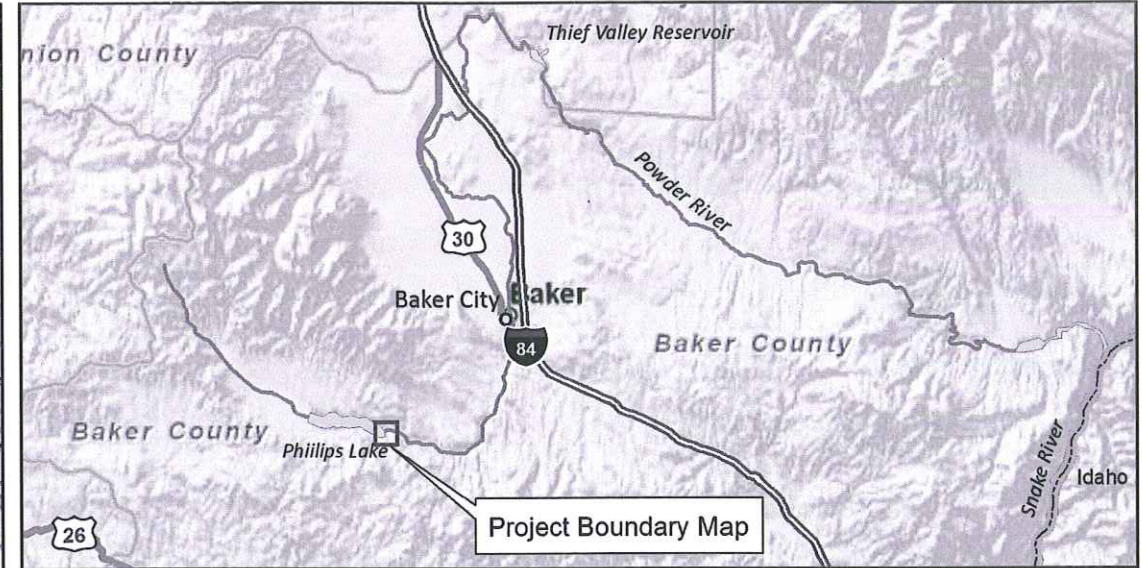 Thief Valley Reservoir
nion County
Powder River
30
Baker City
Baker
84
Baker County
Baker County
Phiilips Lake
Snake River
Idaho
Project Boundary Map
26